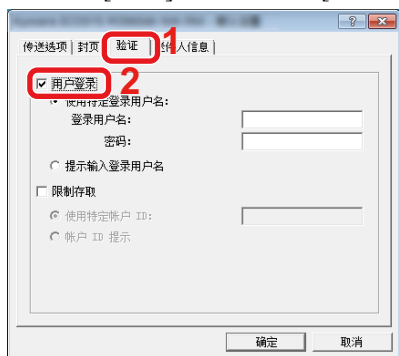 传送选项 封页 验证 1 发件人信息
用户登录
2
使用特定登录用户名:
登录用户名:
密码:
提示输入登录用户名
限制存取
使用特定帐户 ID:
帐户 ID 提示
确定 取消